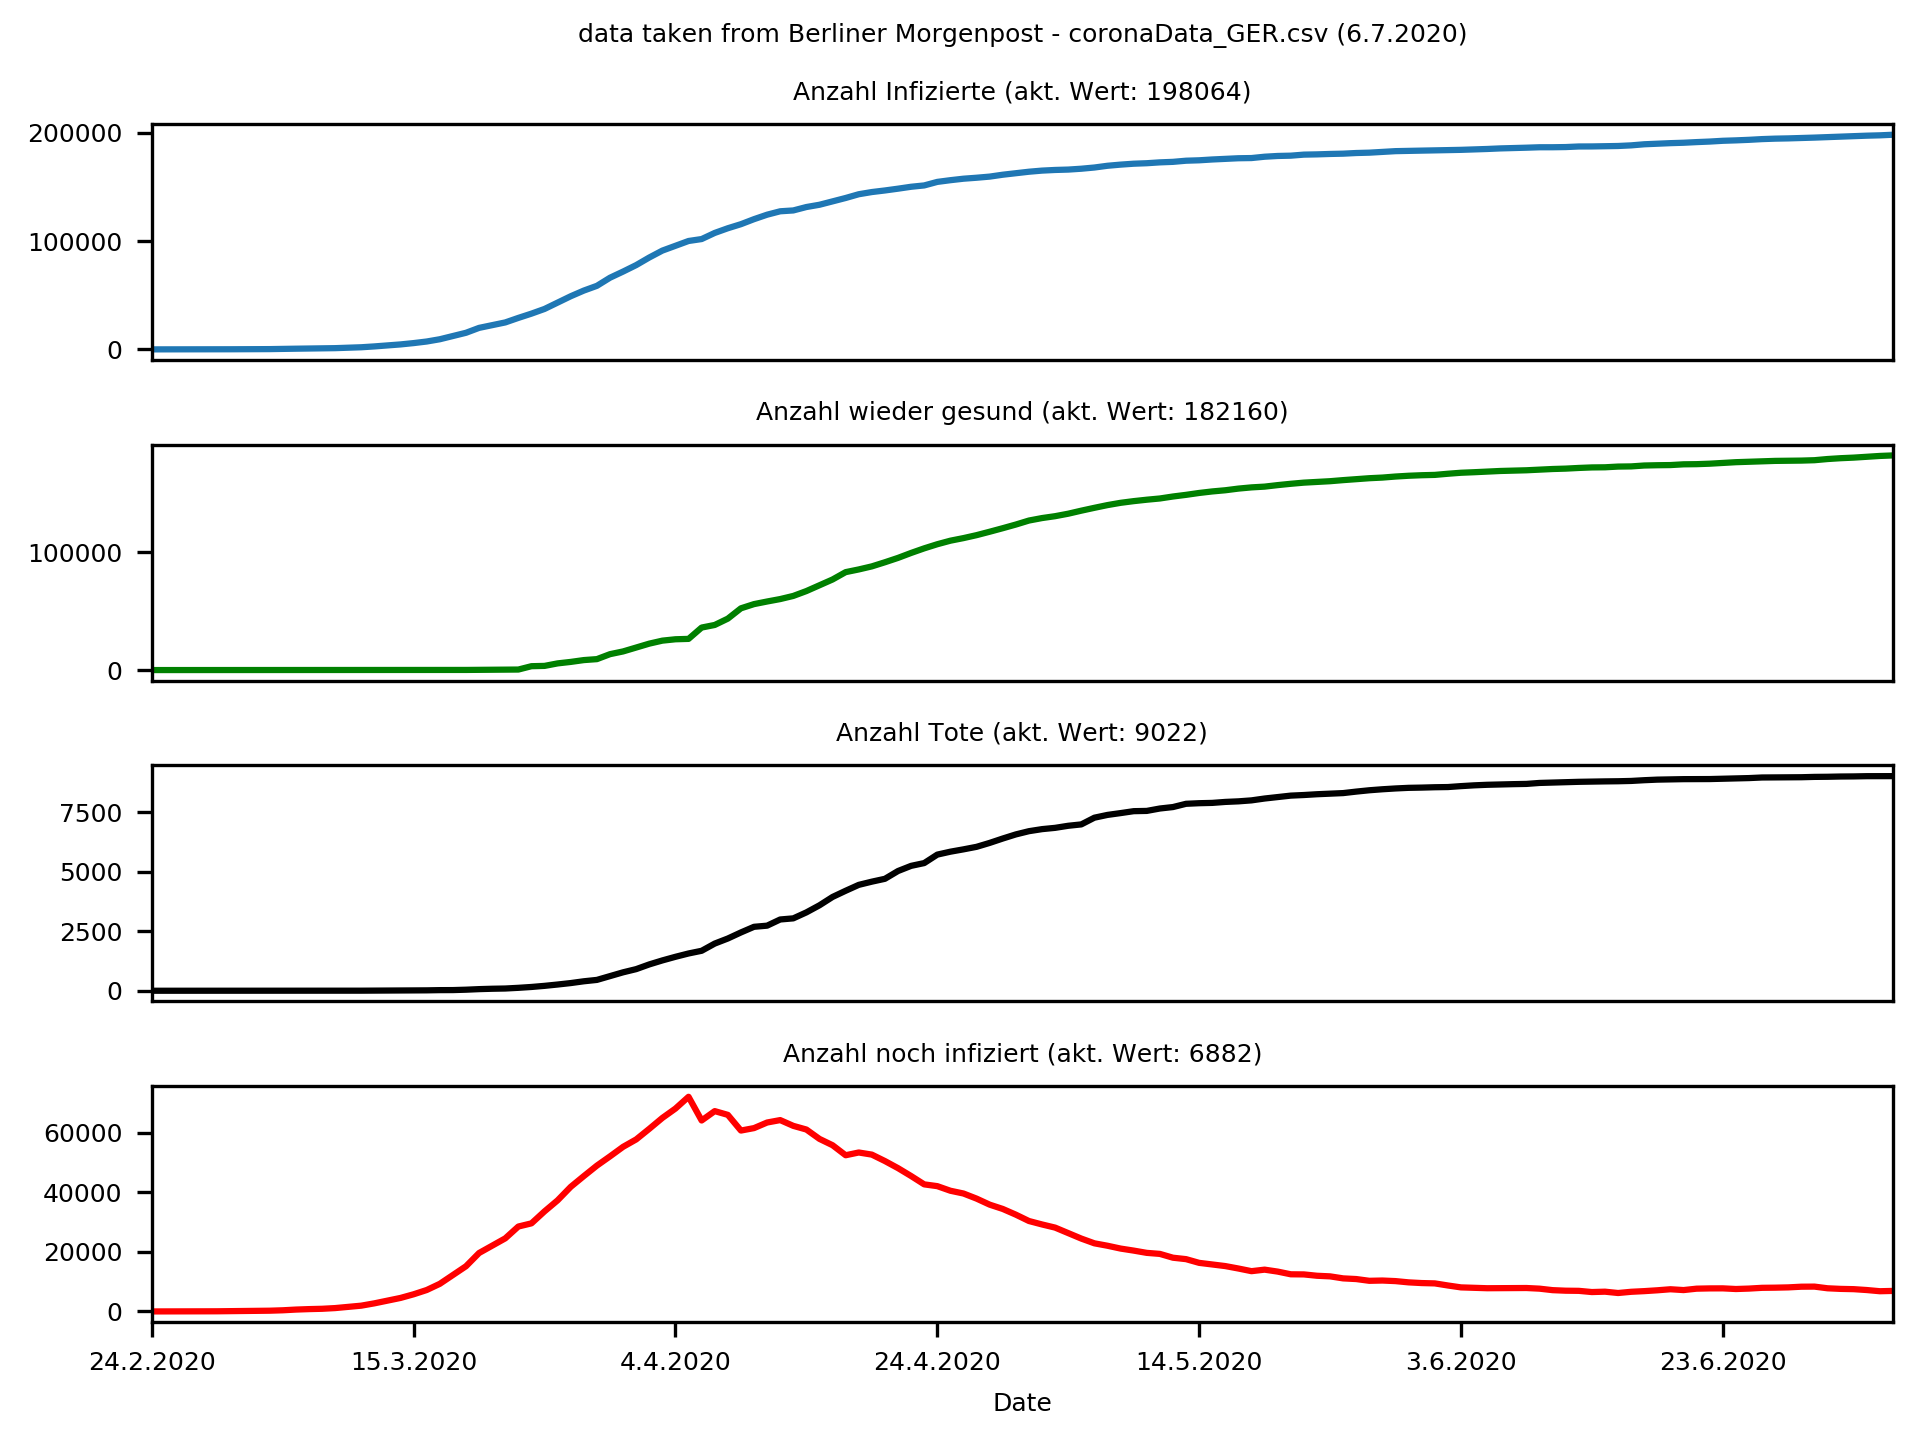 data taken from Berliner Morgenpost - coronaData_GER.csv (6.7.2020)
Anzahl Infizierte (akt. Wert: 198064)
200000
100000
0
Anzahl wieder gesund (akt. Wert: 182160)
100000
0
Anzahl Tote (akt. Wert: 9022)
7500
5000
2500
0
Anzahl noch infiziert (akt. Wert: 6882)
60000
40000
20000
0
24.2.2020 15.3.2020 4.4.2020 24.4.2020 14.5.2020 3.6.2020 23.6.2020
Date